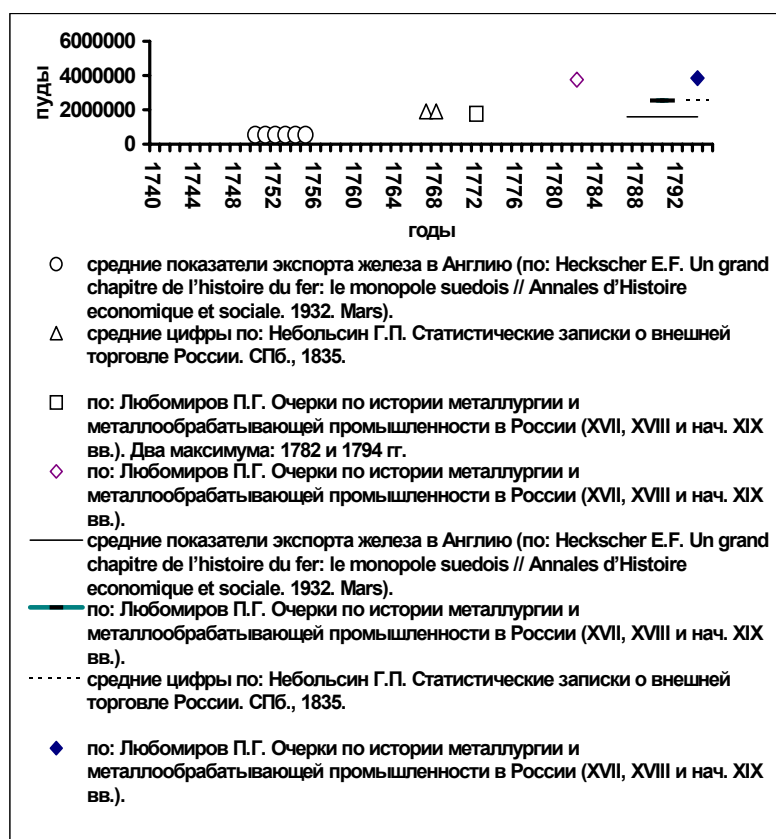 6000000
4000000
2000000
0
пуды
1740
1744
1748
1752
1756
1760
1764
1768
1772
1776
1780
1784
1788
1792
годы
средние показатели экспорта железа в Англию (по: Heckscher E.F. Un grand
chapitre de l'histoire du fer: le monopole suedois // Annales d'Histoire
economique et sociale. 1932. Mars).
средние цифры по: Небольсин Г.П. Статистические записки о внешней
торговле России. СПб., 1835.
по: Любомиров П.Г. Очерки по истории металлургии и
металлообрабатывающей промышленности в России (XVII, XVIII и нач. XIX
вв.). Два максимума: 1782 и 1794 гг.
по: Любомиров П.Г. Очерки по истории металлургии и
металлообрабатывающей промышленности в России (XVII, XVIII и нач. XIX
вв.).
средние показатели экспорта железа в Англию (по: Heckscher E.F. Un grand
chapitre de l'histoire du fer: le monopole suedois // Annales d'Histoire
economique et sociale. 1932. Mars).
по: Любомиров П.Г. Очерки по истории металлургии и
металлообрабатывающей промышленности в России (XVII, XVIII и нач. XIX
вв.).
средние цифры по: Небольсин Г.П. Статистические записки о внешней
торговле России. СПб., 1835.
по: Любомиров П.Г. Очерки по истории металлургии и
металлообрабатывающей промышленности в России (XVII, XVIII и нач. XIX
вв.).